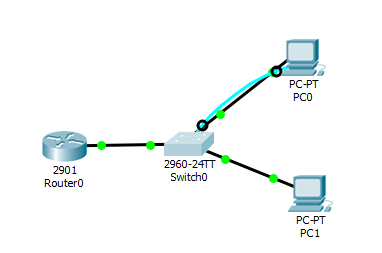 PC-PT
PC0
2901
Router0
2960-24TT
Switch0
PC-PT
PC1